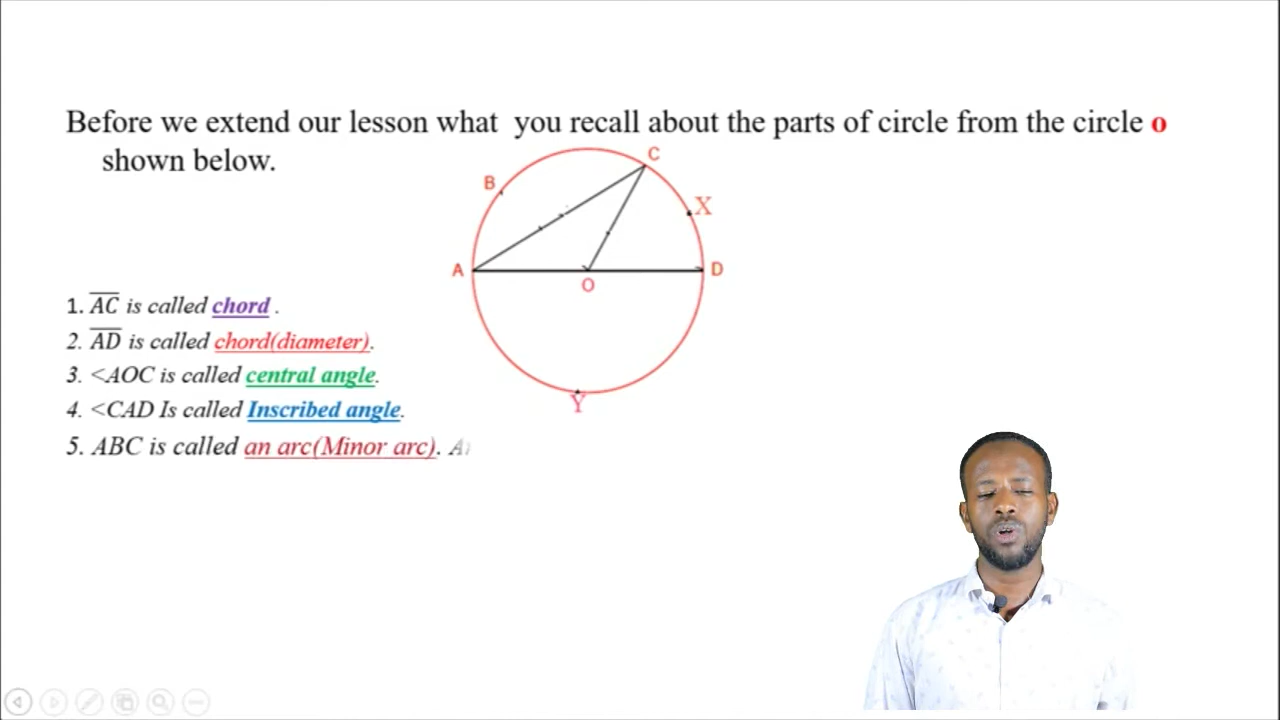 Before we extend our lesson what  you recall about the parts of circle from the circle o
shown below.
C
B
X
A
D
O
1. AC is called chord .
2. AD is called chord(diameter).
3. <AOC is called central angle.
4. <CAD Is called Inscribed angle.
Y
5. ABC is called an arc(Minor arc).